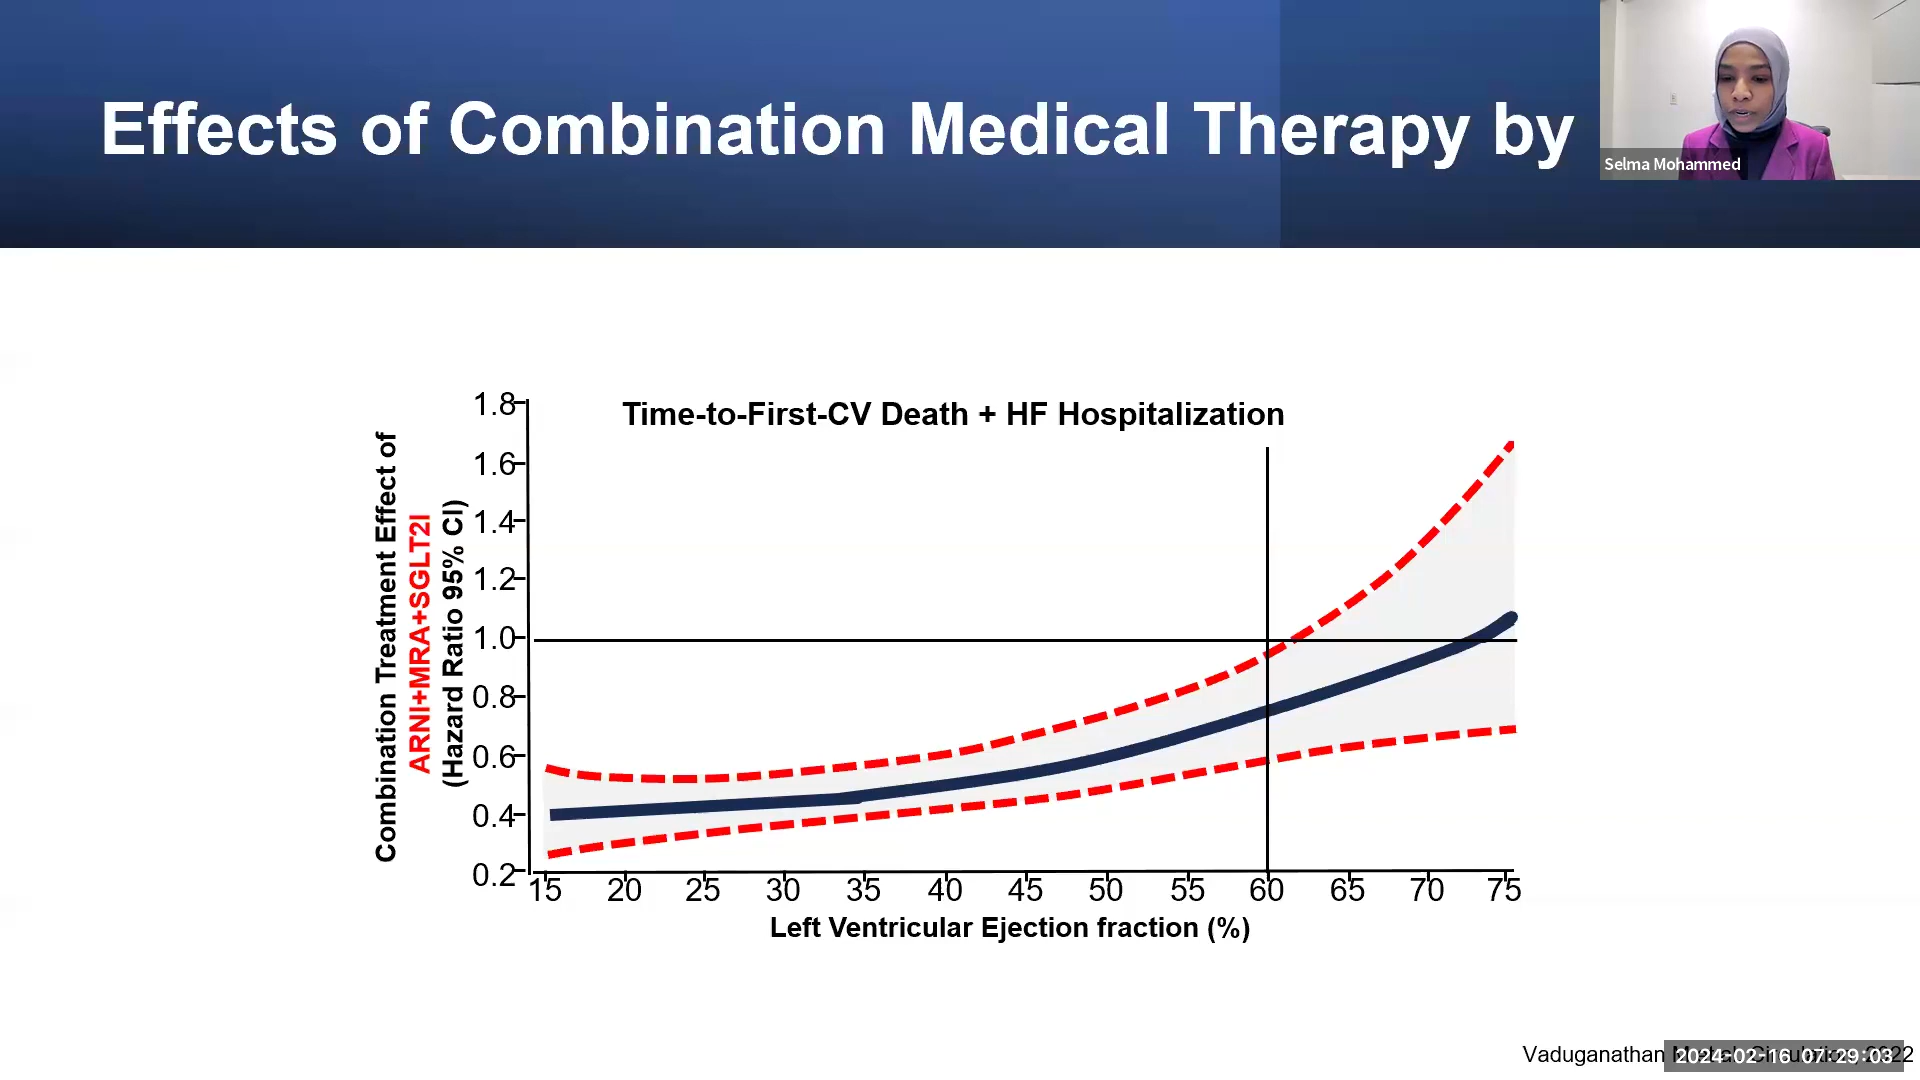 Effects of Combination Medical Therapy by
Selma Mohammed
Time-to-First-CV Death + HF Hospitalization
Combination Treatment Effect of
ARNI+MRA+SGLT2I
(Hazard Ratio 95% CI)
1.8
1.6
1.4
1.2
1.0
0.8
0.6
0.4
0.2
15 20 25 30 35 40 45 50 55 60 65 70 75
Left Ventricular Ejection fraction (%)
Vaduganathan
2024-02-16 07:29:03